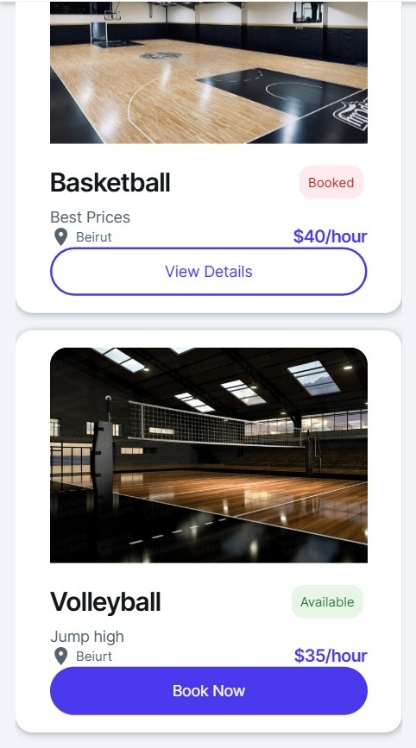 Basketball
Booked
Best Prices
Beirut
$40/hour
View Details
Volleyball
Available
Jump high
Beiurt
$35/hour
Book Now